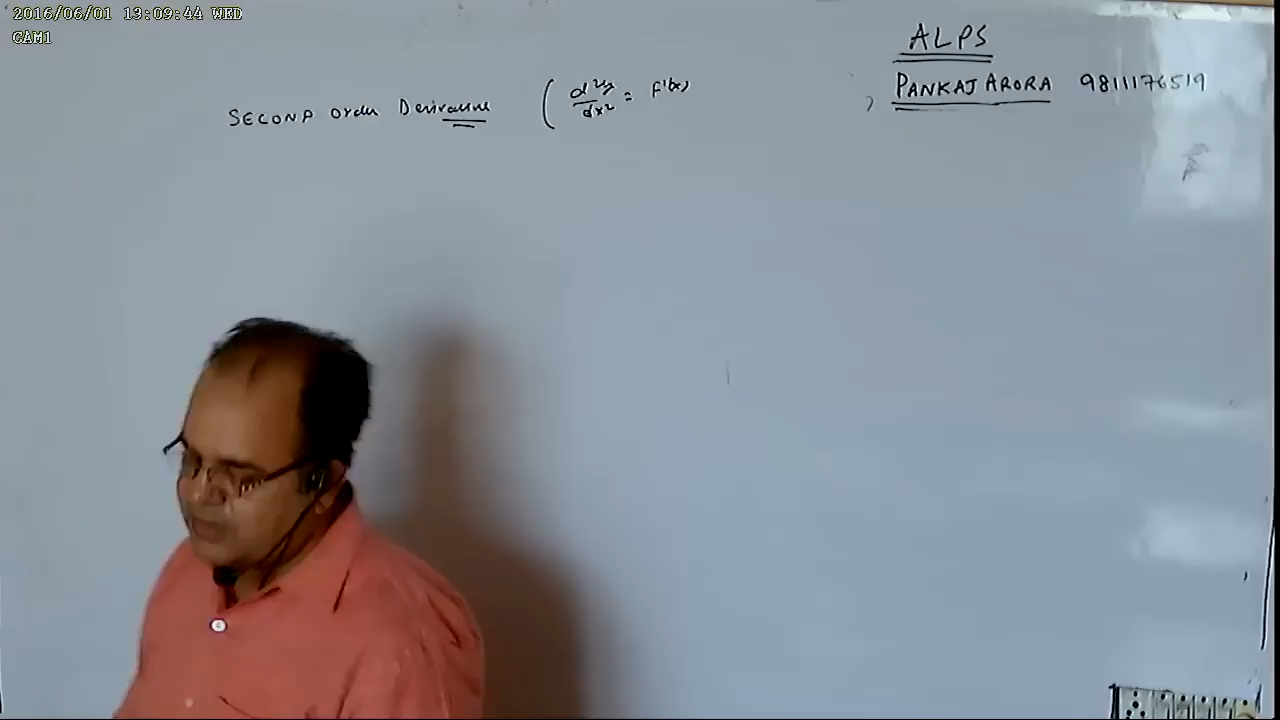 2016/06/01 13:09:44 WED
CAM1
ALPS
PANKAJ ARORA 9811176519
SECOND Order Derivative ( d²y/dx² = F''(x) ,